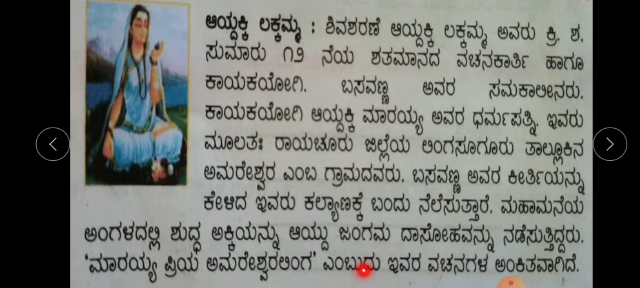 ಆಯ್ದಕ್ಕಿ ಲಕ್ಕಮ್ಮ : ಶಿವಶರಣೆ ಆಯ್ದಕ್ಕಿ ಲಕ್ಕಮ್ಮ ಅವರು ಕ್ರಿ. ಶ.
ಸುಮಾರು ೧೨ ನೆಯ ಶತಮಾನದ ವಚನಕಾರ್ತಿ ಹಾಗೂ
ಕಾಯಕಯೋಗಿ. ಬಸವಣ್ಣ ಅವರ ಸಮಕಾಲೀನರು.
ಕಾಯಕಯೋಗಿ ಆಯ್ದಕ್ಕಿ ಮಾರಯ್ಯ ಅವರ ಧರ್ಮಪತ್ನಿ. ಇವರು
ಮೂಲತಃ ರಾಯಚೂರು ಜಿಲ್ಲೆಯ ಲಿಂಗಸೂಗೂರು ತಾಲ್ಲೂಕಿನ
ಅಮರೇಶ್ವರ ಎಂಬ ಗ್ರಾಮದವರು. ಬಸವಣ್ಣ ಅವರ ಕೀರ್ತಿಯನ್ನು
ಕೇಳಿದ ಇವರು ಕಲ್ಯಾಣಕ್ಕೆ ಬಂದು ನೆಲೆಸುತ್ತಾರೆ. ಮಹಾಮನೆಯ
ಅಂಗಳದಲ್ಲಿ ಶುದ್ಧ ಅಕ್ಕಿಯನ್ನು ಆಯ್ದು ಜಂಗಮ ದಾಸೋಹವನ್ನು ನಡೆಸುತ್ತಿದ್ದರು.
'ಮಾರಯ್ಯ ಪ್ರಿಯ ಅಮರೇಶ್ವರಲಿಂಗ' ಎಂಬುದು ಇವರ ವಚನಗಳ ಅಂಕಿತವಾಗಿದೆ.